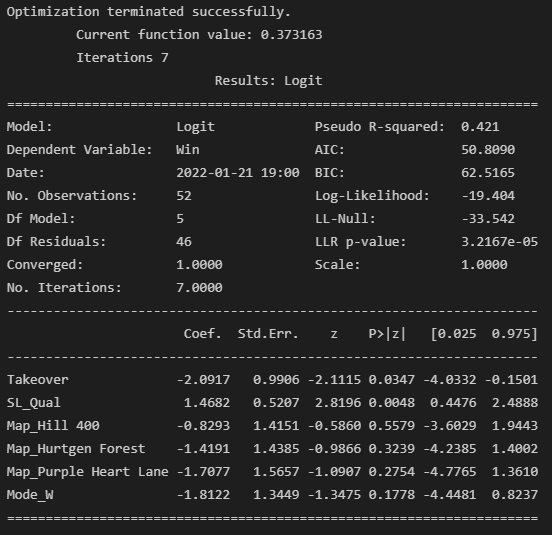 Optimization terminated successfully.
         Current function value: 0.373163
         Iterations 7
                           Results: Logit
=====================================================================
Model:                Logit             Pseudo R-squared:  0.421
Dependent Variable:   Win               AIC:               50.8090
Date:                 2022-01-21 19:00  BIC:               62.5165
No. Observations:     52                Log-Likelihood:    -19.404
Df Model:             5                 LL-Null:           -33.542
Df Residuals:         46                LLR p-value:       3.2167e-05
Converged:            1.0000            Scale:             1.0000
No. Iterations:       7.0000
---------------------------------------------------------------------
                       Coef.  Std.Err.    z    P>|z|   [0.025  0.975]
---------------------------------------------------------------------
Takeover              -2.0917   0.9906 -2.1115 0.0347 -4.0332 -0.1501
SL_Qual                1.4682   0.5207  2.8196 0.0048  0.4476  2.4888
Map_Hill 400          -0.8293   1.4151 -0.5860 0.5579 -3.6029  1.9443
Map_Hurtgen Forest    -1.4191   1.4385 -0.9866 0.3239 -4.2385  1.4002
Map_Purple Heart Lane -1.7077   1.5657 -1.0907 0.2754 -4.7765  1.3610
Mode_W                -1.8122   1.3449 -1.3475 0.1778 -4.4481  0.8237
=====================================================================